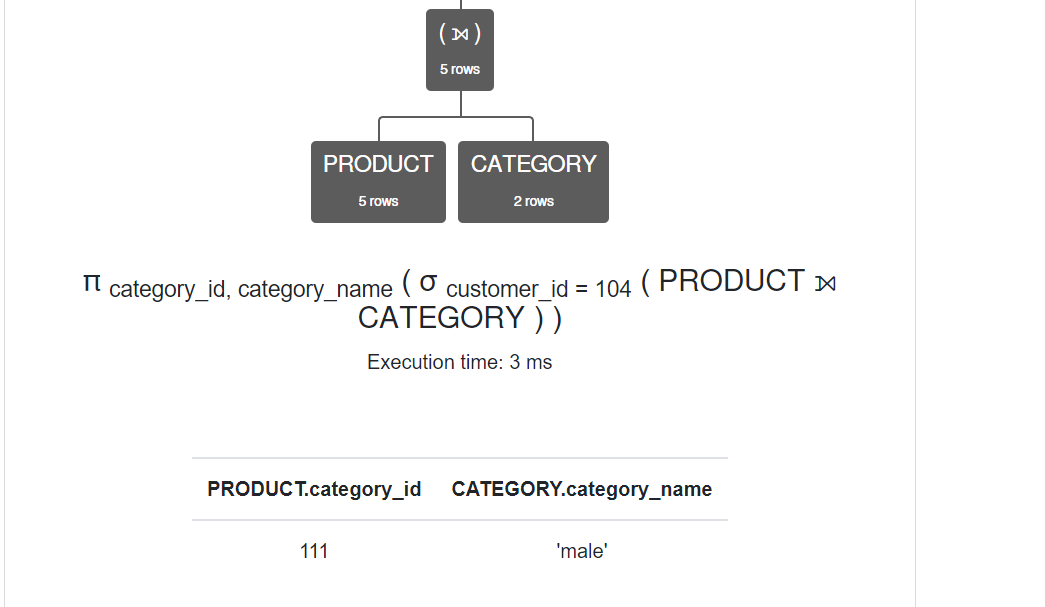 ( ⨝ )
5 rows
PRODUCT CATEGORY
5 rows 2 rows
π category_id, category_name ( σ customer_id = 104 ( PRODUCT ⨝
CATEGORY ) )
Execution time: 3 ms
PRODUCT.category_id CATEGORY.category_name
111 'male'